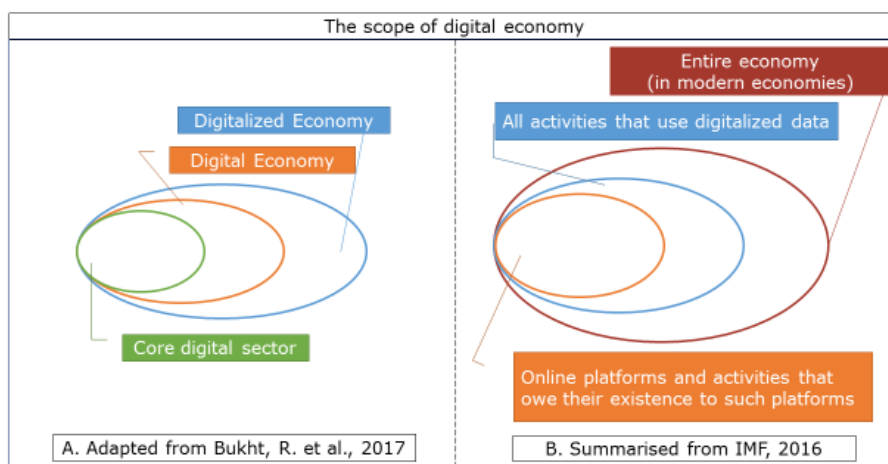 The scope of digital economy
Digitalized Economy
Digital Economy
Core digital sector
A. Adapted from Bukht, R. et al., 2017
Entire economy
(in modern economies)
All activities that use digitalized data
Online platforms and activities that
owe their existence to such platforms
B. Summarised from IMF, 2016